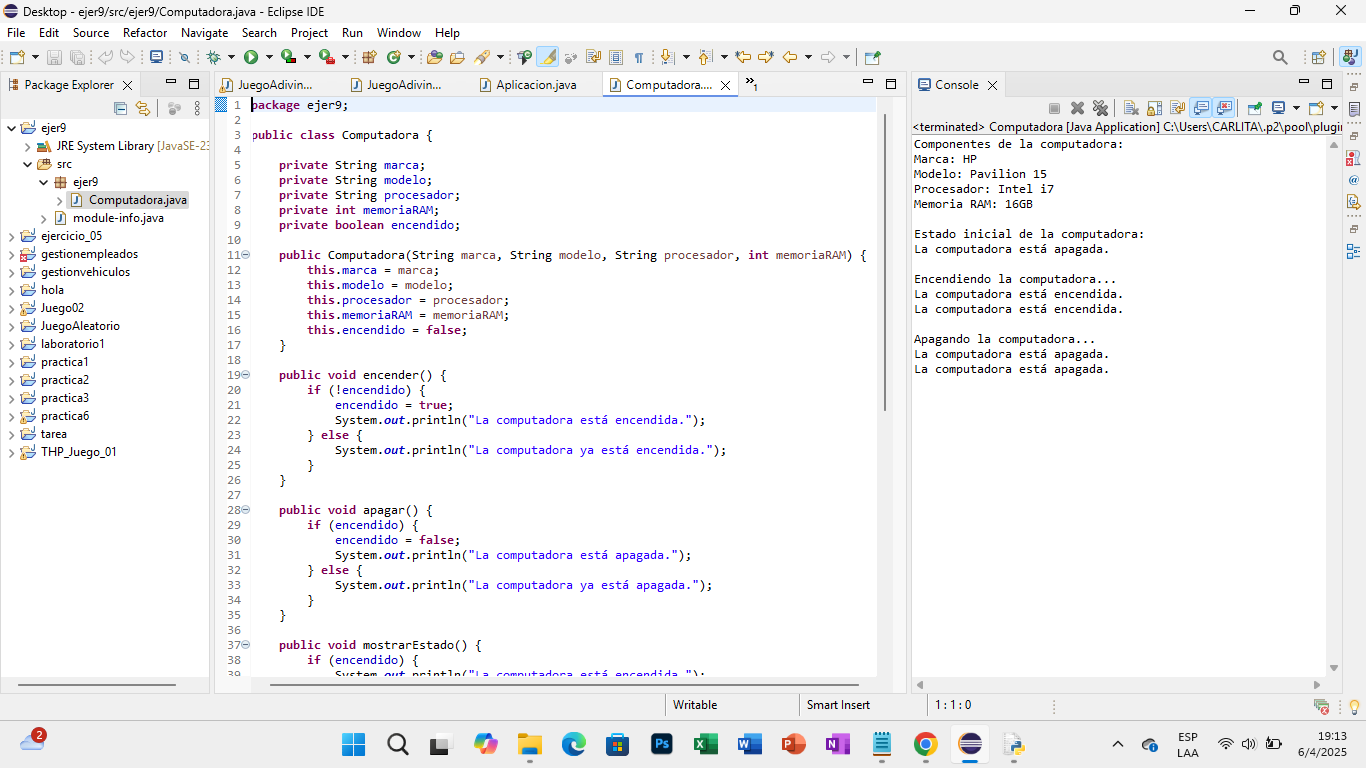 Desktop - ejer9/src/ejer9/Computadora.java - Eclipse IDE
File Edit Source Refactor Navigate Search Project Run Window Help
Package Explorer
ejer9
JRE System Library [JavaSE-23
src
ejer9
Computadora.java
module-info.java
ejercicio_05
gestionempleados
gestionvehiculos
hola
Juego02
JuegoAleatorio
laboratorio1
practica1
practica2
practica3
practica6
tarea
THP_Juego_01
JuegoAdivin... JuegoAdivin... Aplicacion.java Computadora.... »1
1 package ejer9;
2
3 public class Computadora {
4
5 private String marca;
6 private String modelo;
7 private String procesador;
8 private int memoriaRAM;
9 private boolean encendido;
10
11 public Computadora(String marca, String modelo, String procesador, int memoriaRAM) {
12 this.marca = marca;
13 this.modelo = modelo;
14 this.procesador = procesador;
15 this.memoriaRAM = memoriaRAM;
16 this.encendido = false;
17 }
18
19 public void encender() {
20 if (!encendido) {
21 encendido = true;
22 System.out.println("La computadora está encendida.");
23 } else {
24 System.out.println("La computadora ya está encendida.");
25 }
26 }
27
28 public void apagar() {
29 if (encendido) {
30 encendido = false;
31 System.out.println("La computadora está apagada.");
32 } else {
33 System.out.println("La computadora ya está apagada.");
34 }
35 }
36
37 public void mostrarEstado() {
38 if (encendido) {
39 System.out.println("La computadora está encendida.");
Console
<terminated> Computadora [Java Application] C:\Users\CARLITA\.p2\pool\plugin
Componentes de la computadora:
Marca: HP
Modelo: Pavilion 15
Procesador: Intel i7
Memoria RAM: 16GB
Estado inicial de la computadora:
La computadora está apagada.
Encendiendo la computadora...
La computadora está encendida.
La computadora está encendida.
Apagando la computadora...
La computadora está apagada.
La computadora está apagada.
Writable Smart Insert 1 : 1 : 0
2
Ps
ESP
LAA
19:13
6/4/2025